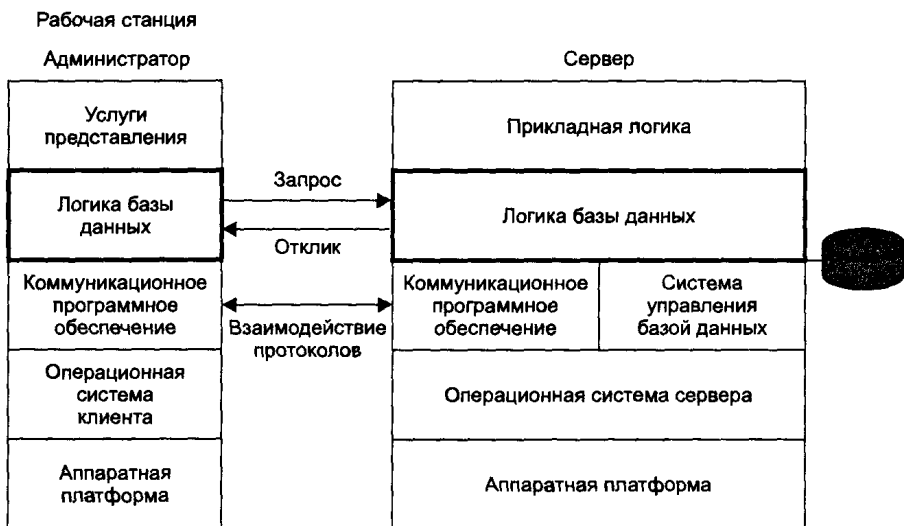 Рабочая станция
Администратор
Сервер
Услуги
представления
Прикладная логика
Логика базы
данных
Запрос
Отклик
Логика базы данных
Коммуникационное
программное
обеспечение
Взаимодействие
протоколов
Коммуникационное
программное
обеспечение
Система
управления
базой данных
Операционная
система
клиента
Операционная система сервера
Аппаратная
платформа
Аппаратная платформа